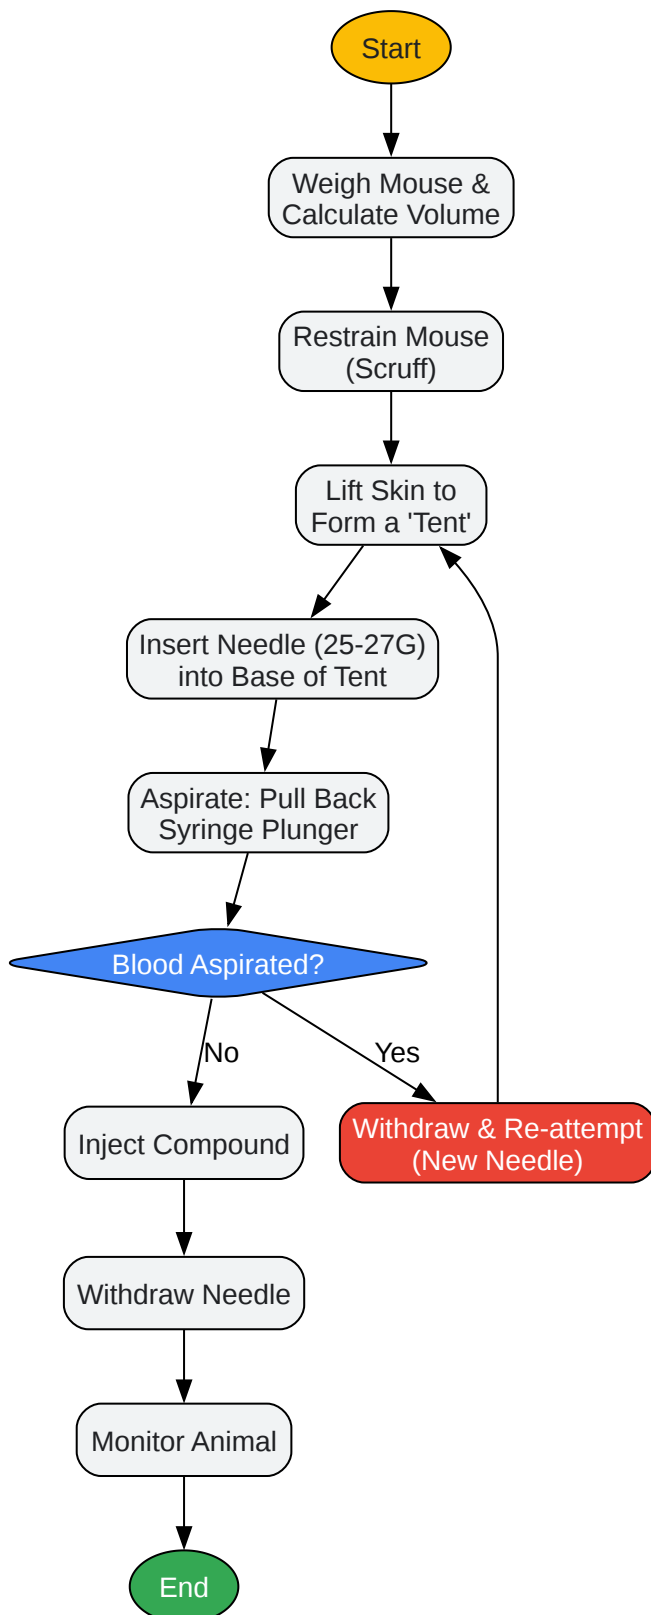 Start
Weigh Mouse &
Calculate Volume
Restrain Mouse
(Scruff)
Lift Skin to
Form a 'Tent'
Insert Needle (25-27G)
into Base of Tent
Aspirate: Pull Back
Syringe Plunger
Blood Aspirated?
No
Yes
Inject Compound
Withdraw & Re-attempt
(New Needle)
Withdraw Needle
Monitor Animal
End